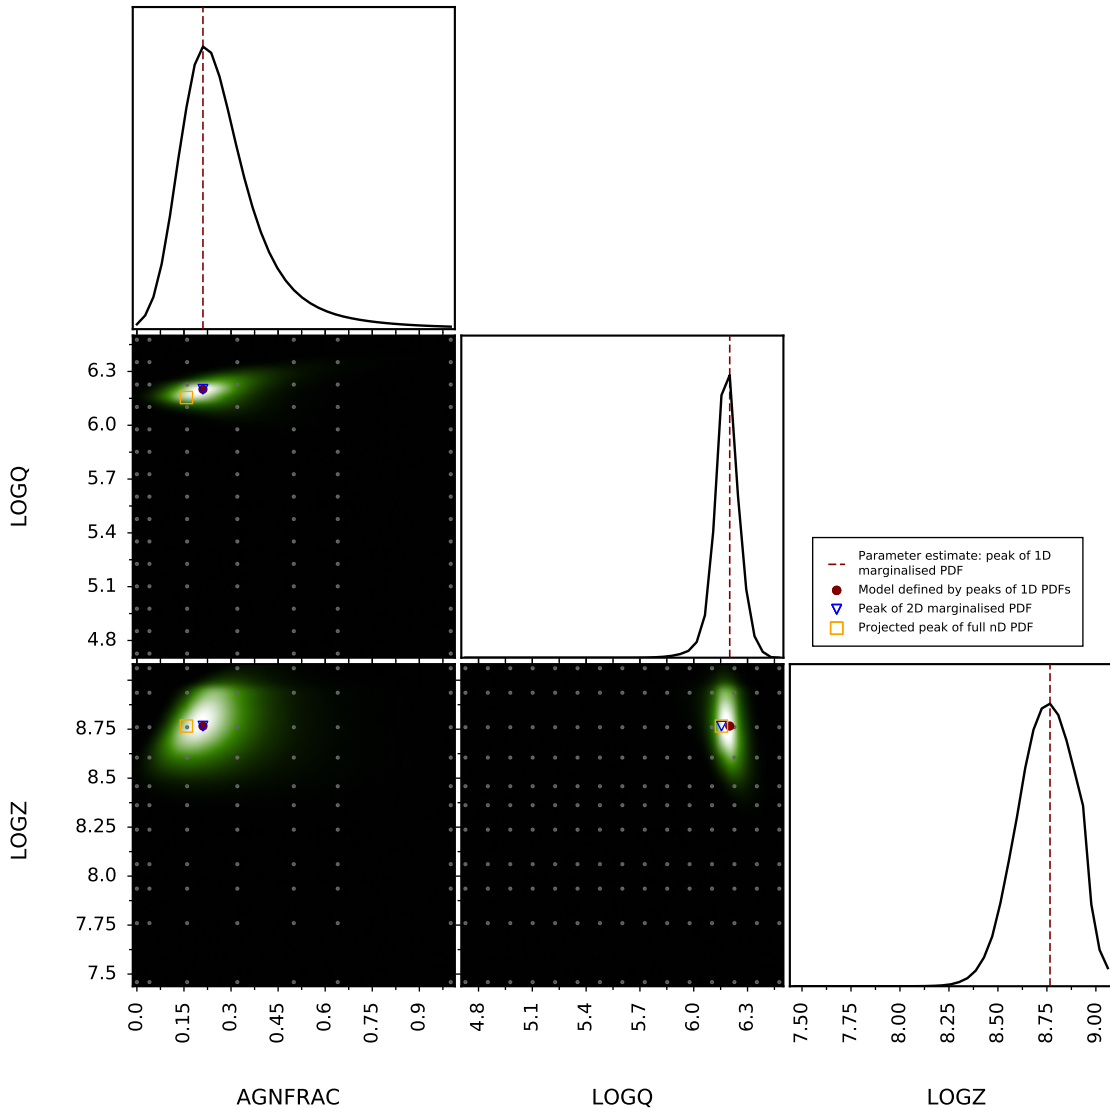 6.3
6.0
5.7
5.4
5.1
4.8
LOGQ
Parameter estimate: peak of 1D
marginalised PDF
Model defined by peaks of 1D PDFs
Peak of 2D marginalised PDF
Projected peak of full nD PDF
8.75
8.5
8.25
8.0
7.75
7.5
LOGZ
0.0 0.15 0.3 0.45 0.6 0.75 0.9
4.8 5.1 5.4 5.7 6.0 6.3
7.50 7.75 8.00 8.25 8.50 8.75 9.00
AGNFRAC LOGQ LOGZ